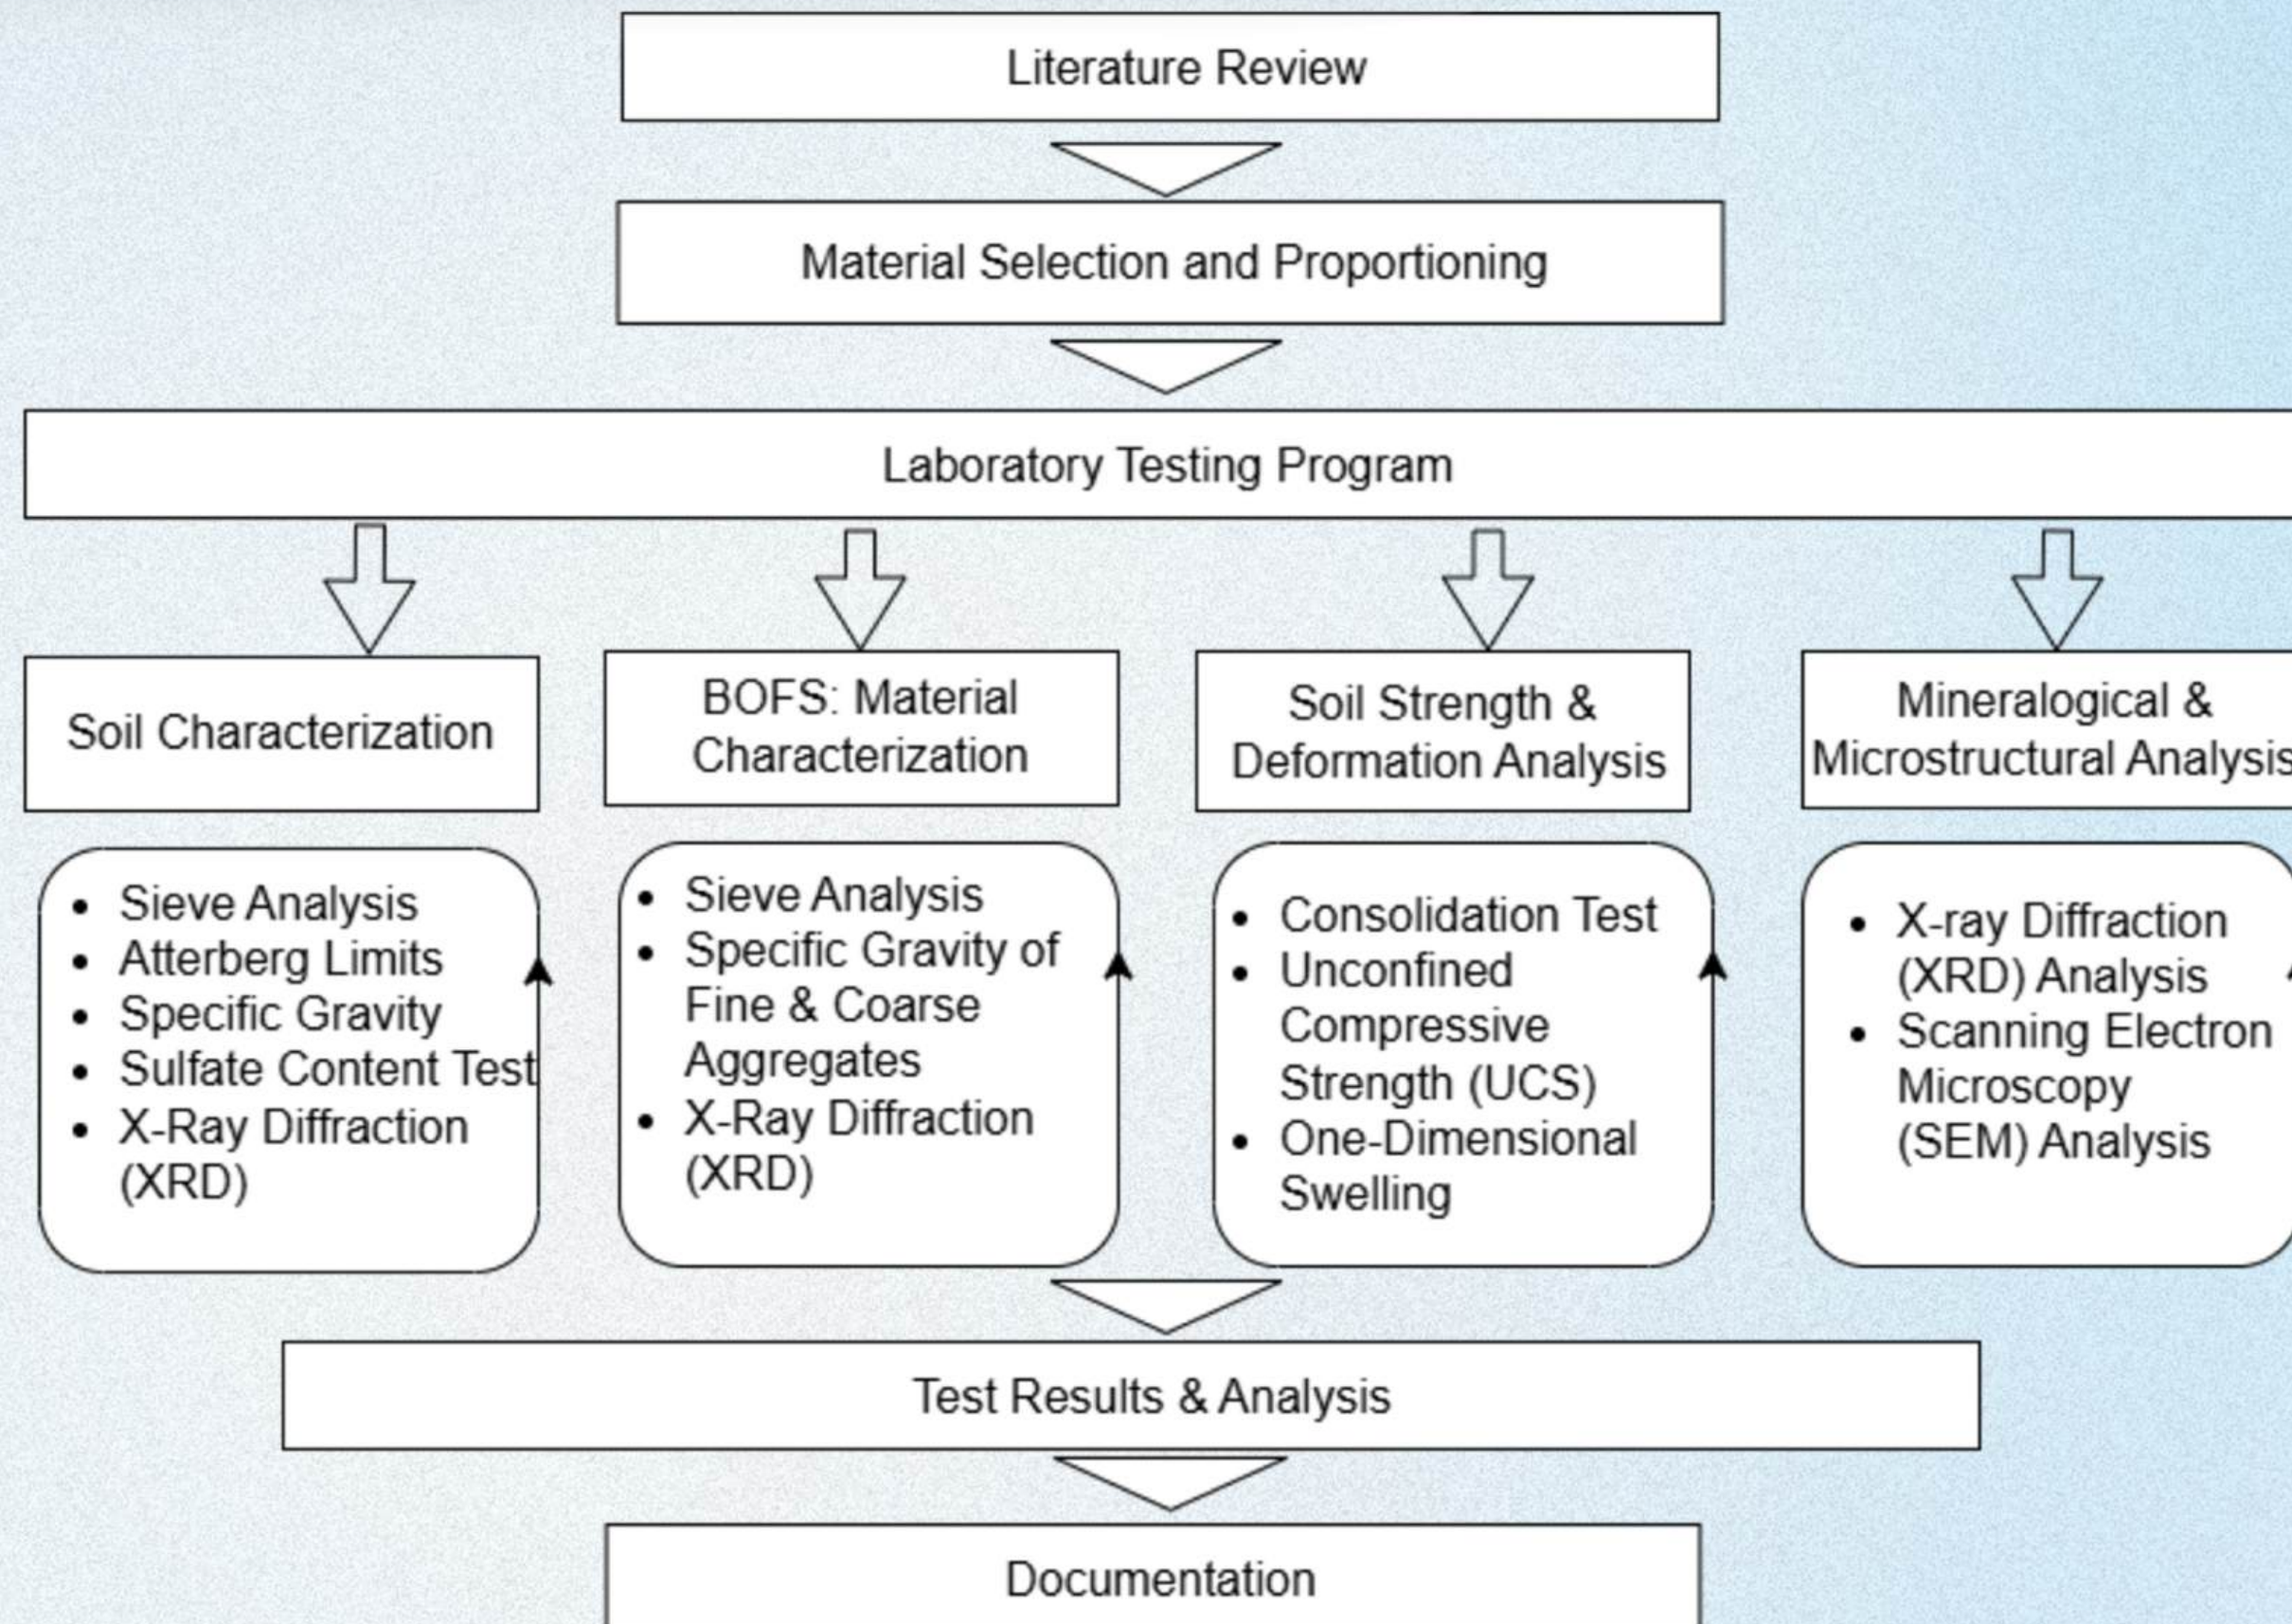 Literature Review
Material Selection and Proportioning
Laboratory Testing Program
Soil Characterization
BOFS: Material
Characterization
Soil Strength &
Deformation Analysis
Mineralogical &
Microstructural Analysis
• Sieve Analysis
• Atterberg Limits
• Specific Gravity
• Sulfate Content Test
• X-Ray Diffraction
(XRD)
• Sieve Analysis
• Specific Gravity of
Fine & Coarse
Aggregates
• X-Ray Diffraction
(XRD)
• Consolidation Test
• Unconfined
Compressive
Strength (UCS)
• One-Dimensional
Swelling
• X-ray Diffraction
(XRD) Analysis
• Scanning Electron
Microscopy
(SEM) Analysis
Test Results & Analysis
Documentation